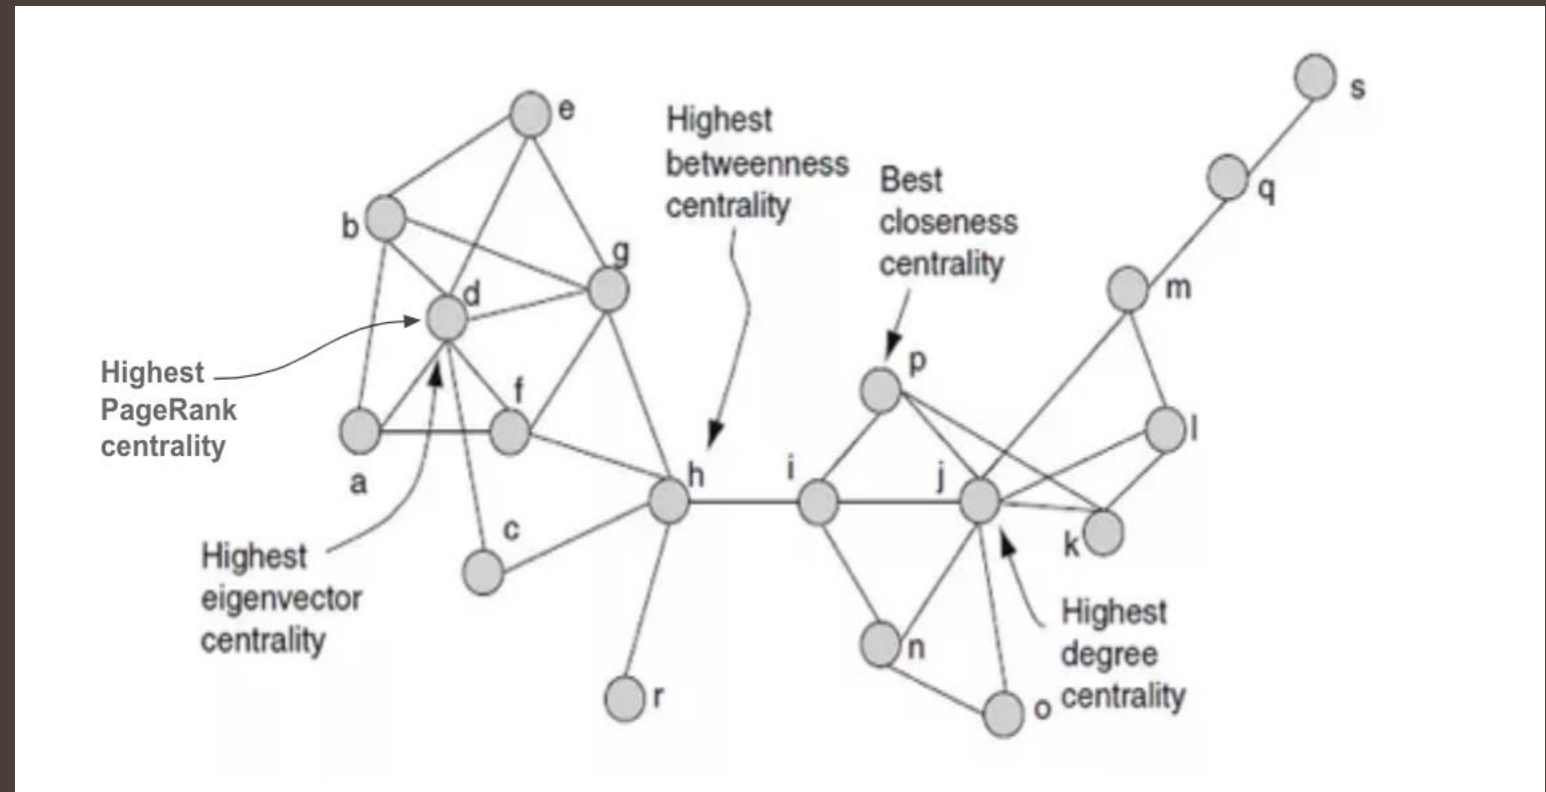 s
e
Highest
betweenness
centrality
Best
closeness
centrality
q
b
g
d
m
Highest
PageRank
centrality
p
f
l
a
h
i
j
c
k
Highest
eigenvector
centrality
Highest
degree
centrality
n
r
o